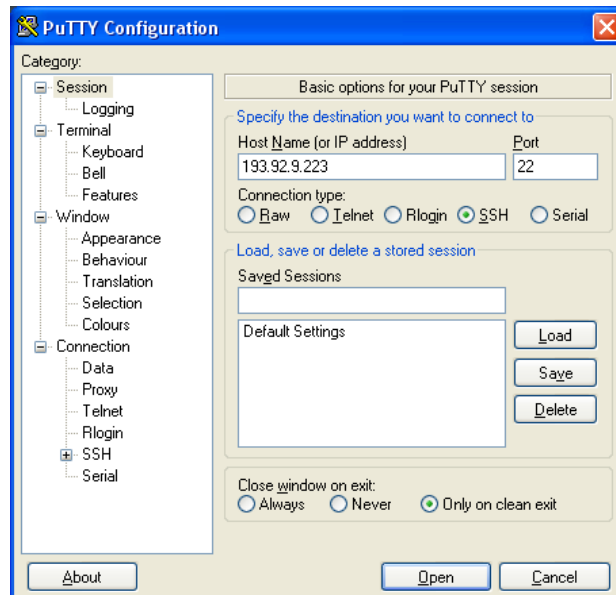 PuTTY Configuration
Category:
Session
Logging
Terminal
Keyboard
Bell
Features
Window
Appearance
Behaviour
Translation
Selection
Colours
Connection
Data
Proxy
Telnet
Rlogin
SSH
Serial
Basic options for your PuTTY session
Specify the destination you want to connect to
Host Name (or IP address) Port
193.92.9.223 22
Connection type:
Raw Telnet Rlogin SSH Serial
Load, save or delete a stored session
Saved Sessions
Default Settings
Load
Save
Delete
Close window on exit:
Always Never Only on clean exit
About Open Cancel